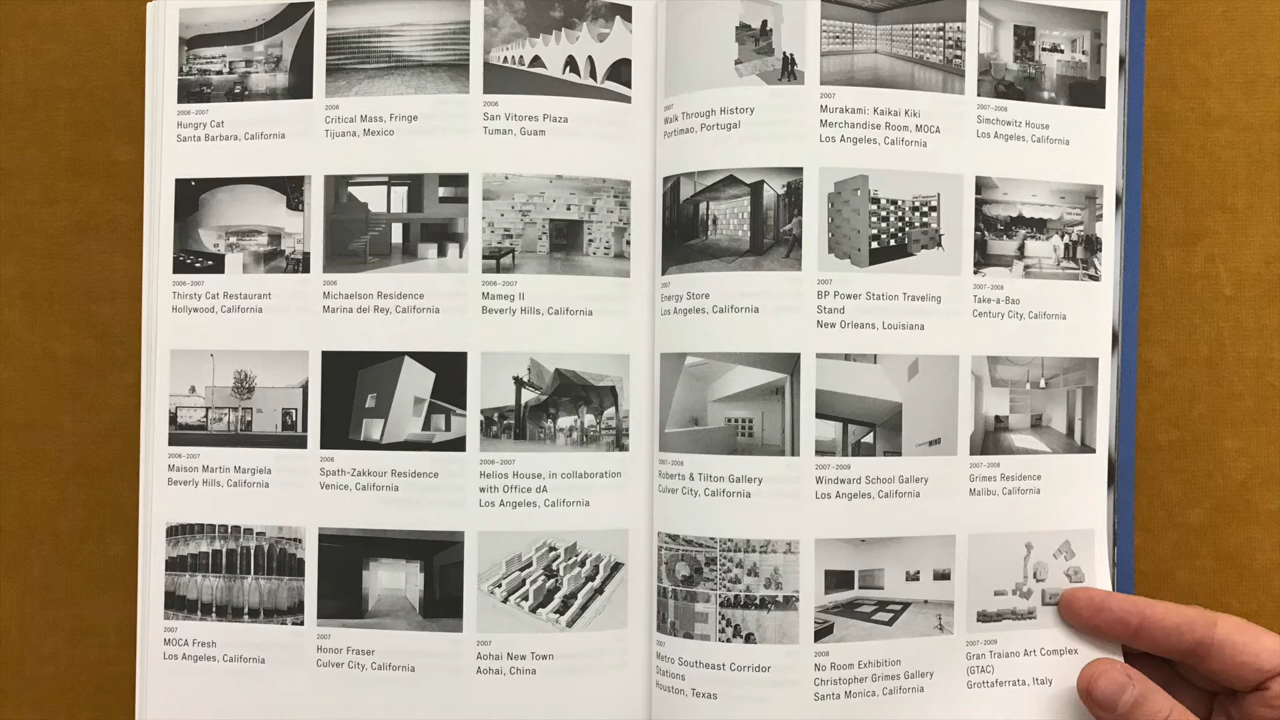 2006–2007
Hungry Cat
Santa Barbara, California
2006
Critical Mass, Fringe
Tijuana, Mexico
2006
San Vitores Plaza
Tuman, Guam
2006–2007
Thirsty Cat Restaurant
Hollywood, California
2006
Michaelson Residence
Marina del Rey, California
2006–2007
Mameg II
Beverly Hills, California
2006–2007
Maison Martin Margiela
Beverly Hills, California
2006
Spath-Zakkour Residence
Venice, California
2006–2007
Helios House, in collaboration
with Office dA
Los Angeles, California
2007
MOCA Fresh
Los Angeles, California
2007
Honor Fraser
Culver City, California
2007
Aohai New Town
Aohai, China
2007
Walk Through History
Portimao, Portugal
2007
Murakami: Kaikai Kiki
Merchandise Room, MOCA
Los Angeles, California
2007–2008
Simchowitz House
Los Angeles, California
2007
Energy Store
Los Angeles, California
2007
BP Power Station Traveling
Stand
New Orleans, Louisiana
2007–2008
Take-a-Bao
Century City, California
2007–2008
Roberts & Tilton Gallery
Culver City, California
2007–2009
Windward School Gallery
Los Angeles, California
2007–2008
Grimes Residence
Malibu, California
2007
Metro Southeast Corridor
Stations
Houston, Texas
2008
No Room Exhibition
Christopher Grimes Gallery
Santa Monica, California
2007–2009
Gran Traiano Art Complex
(GTAC)
Grottaferrata, Italy